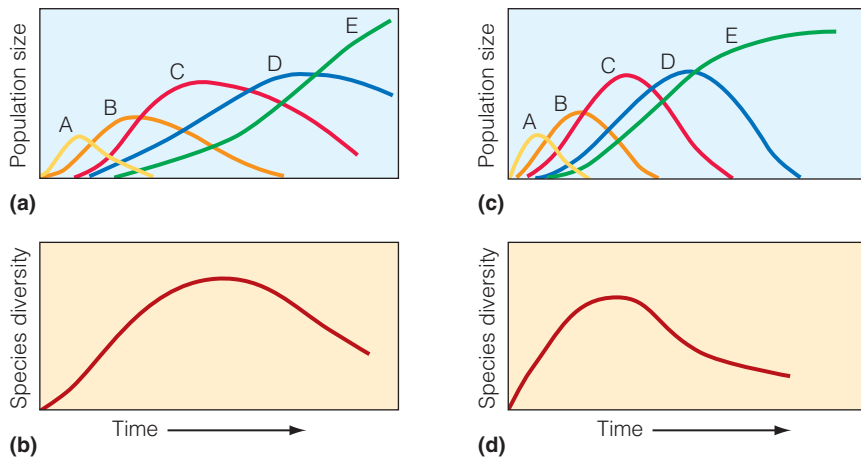 Population size
A
B
C
D
E
(a)
Population size
A
B
C
D
E
(c)
Species diversity
Time
(b)
Species diversity
Time
(d)